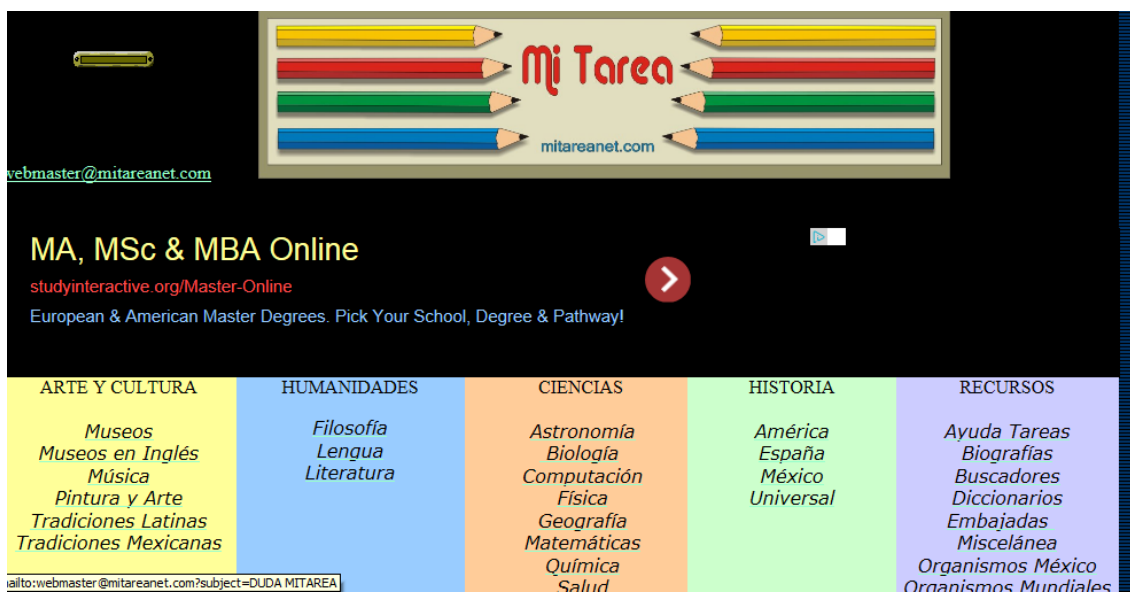 Mi Tarea
mitareanet.com
webmaster@mitareanet.com
MA, MSc & MBA Online
studyinteractive.org/Master-Online
European & American Master Degrees. Pick Your School, Degree & Pathway!
ARTE Y CULTURA
Museos
Museos en Inglés
Música
Pintura y Arte
Tradiciones Latinas
Tradiciones Mexicanas
HUMANIDADES
Filosofía
Lengua
Literatura
CIENCIAS
Astronomía
Biología
Computación
Física
Geografía
Matemáticas
Química
Salud
HISTORIA
América
España
México
Universal
RECURSOS
Ayuda Tareas
Biografías
Buscadores
Diccionarios
Embajadas
Miscelánea
Organismos México
Organismos Mundiales
ailto:webmaster@mitareanet.com?subject=DUDA MITAREA